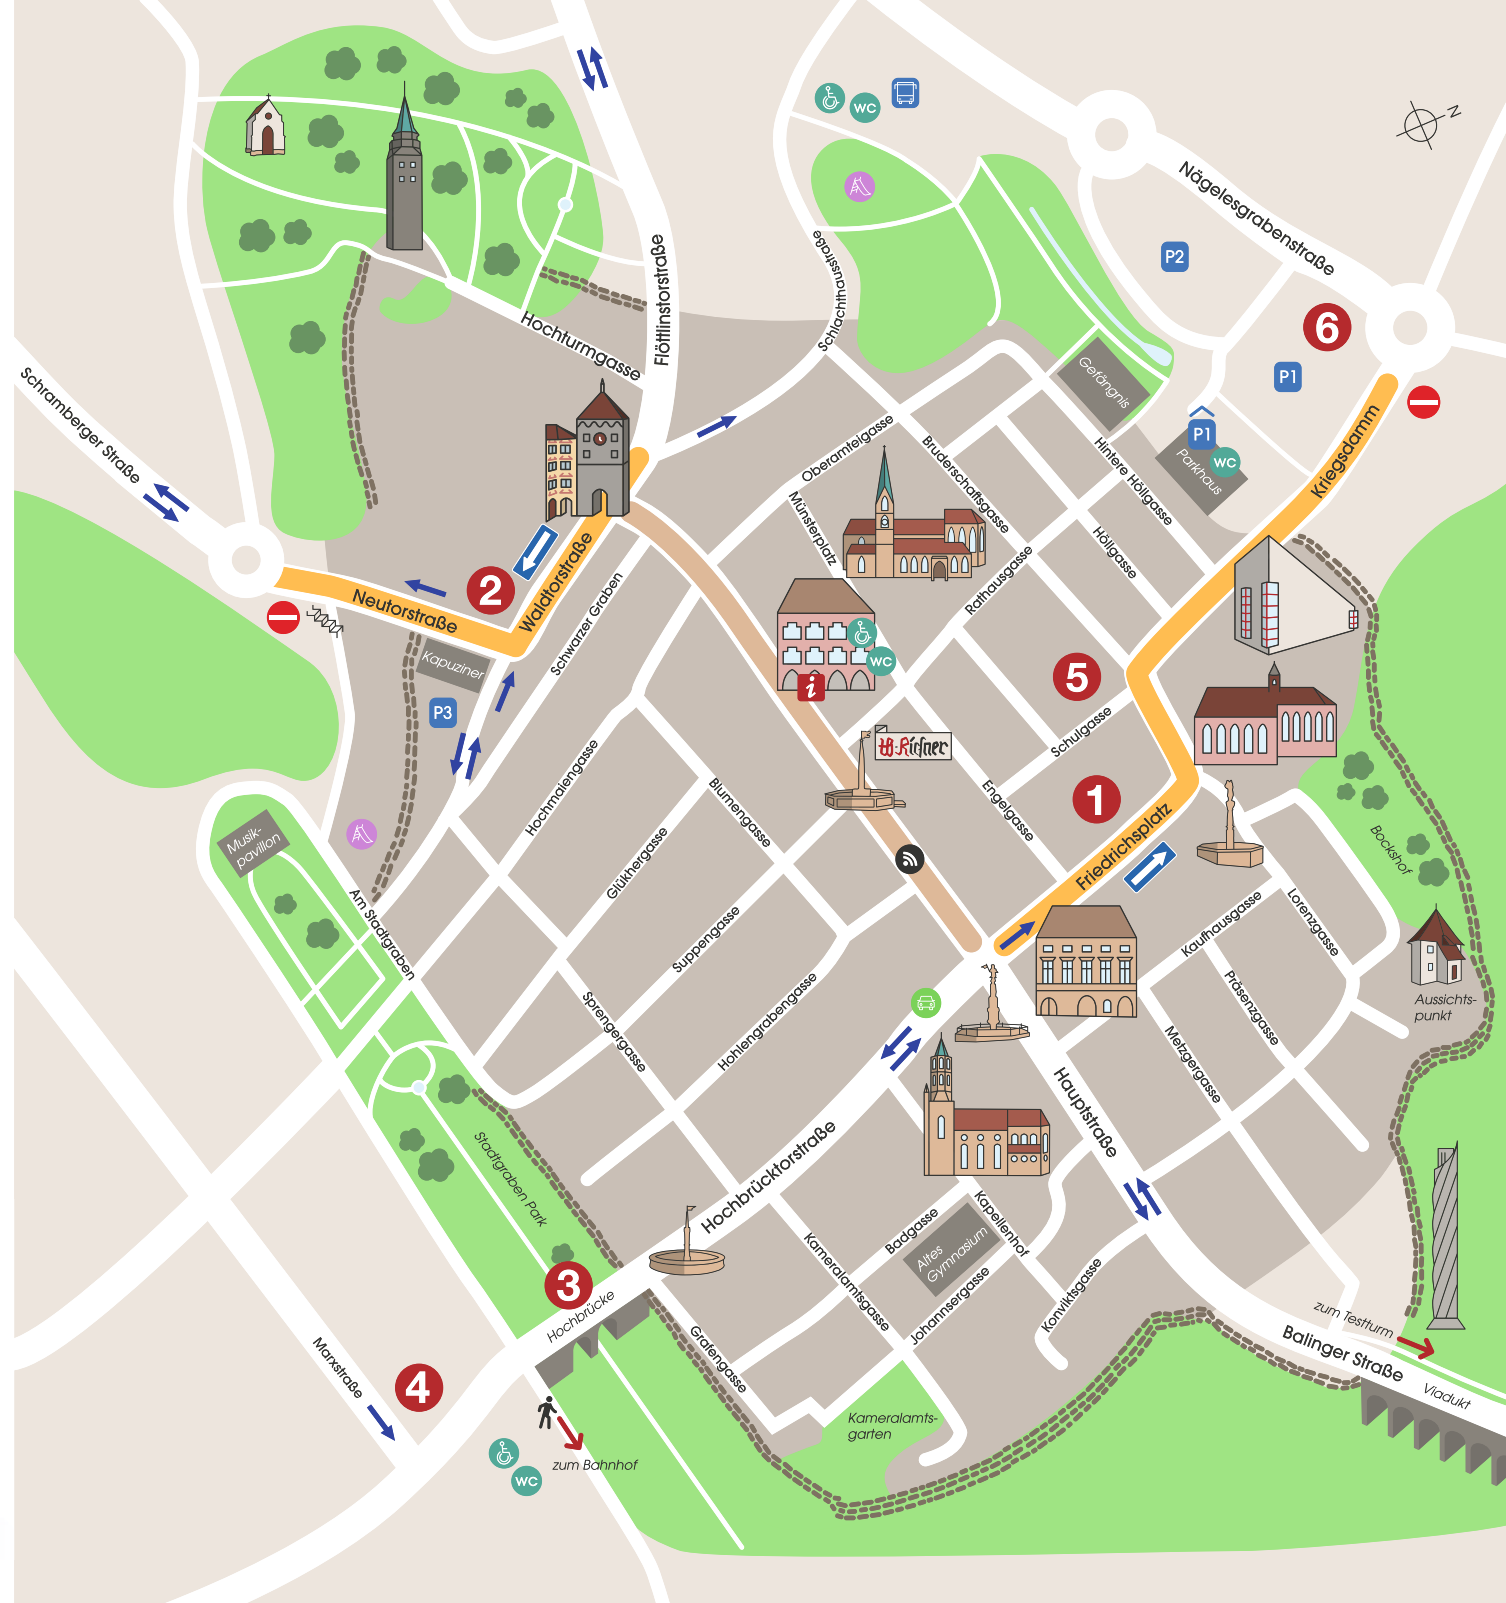 WC
N
Nägelesgrabenstraße
P2
6
P1
Flöttlinstorstraße
Schlachthausstraße
Hochturmgasse
Schramberger Straße
Gefängnis
P1
WC
Parkhaus
Kriegsdamm
Oberamteigasse
Bruderschaftsgasse
Hintere Höllgasse
Münsterplatz
Höllgasse
Rathausgasse
2
Neutorstraße
Waldtorstraße
Schwarzer Graben
Kapuziner
P3
WC
i
5
Schulgasse
1
Engelgasse
Friedrichsplatz
Hochmaiengasse
Blumengasse
Glükhergasse
Suppengasse
Musik-
pavillon
Am Stadtgraben
Bockshof
Kaufhausgasse
Lorenzgasse
Präsenzgasse
Metzgergasse
Aussichts-
punkt
Sprengergasse
Hohlengrabengasse
Hauptstraße
Hochbrücktorstraße
Stadtgraben Park
Badgasse
Kapellenhof
Altes
Gymnasium
Kameralamtsgasse
Johannsergasse
Konviktsgasse
3
Hochbrücke
Grafengasse
zum Testturm
Balinger Straße
Viadukt
Marxstraße
4
Kameralamts-
garten
zum Bahnhof
WC